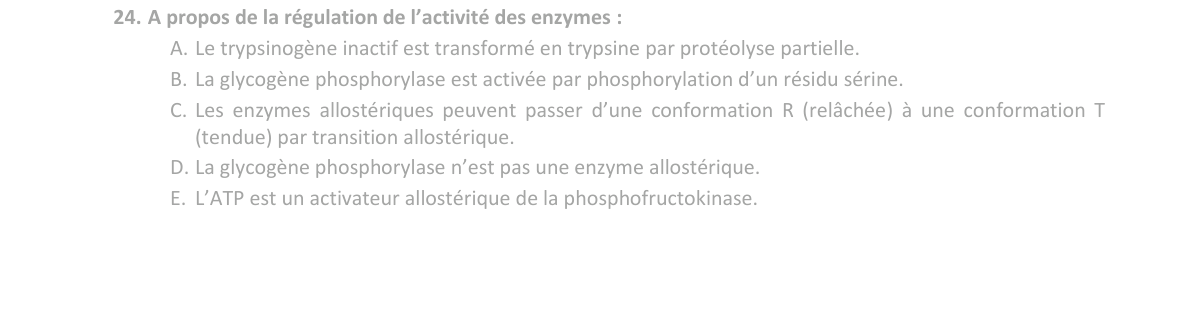 24. A propos de la régulation de l’activité des enzymes :
A. Le trypsinogène inactif est transformé en trypsine par protéolyse partielle.
B. La glycogène phosphorylase est activée par phosphorylation d’un résidu sérine.
C. Les enzymes allostériques peuvent passer d’une conformation R (relâchée) à une conformation T
(tendue) par transition allostérique.
D. La glycogène phosphorylase n’est pas une enzyme allostérique.
E. L’ATP est un activateur allostérique de la phosphofructokinase.